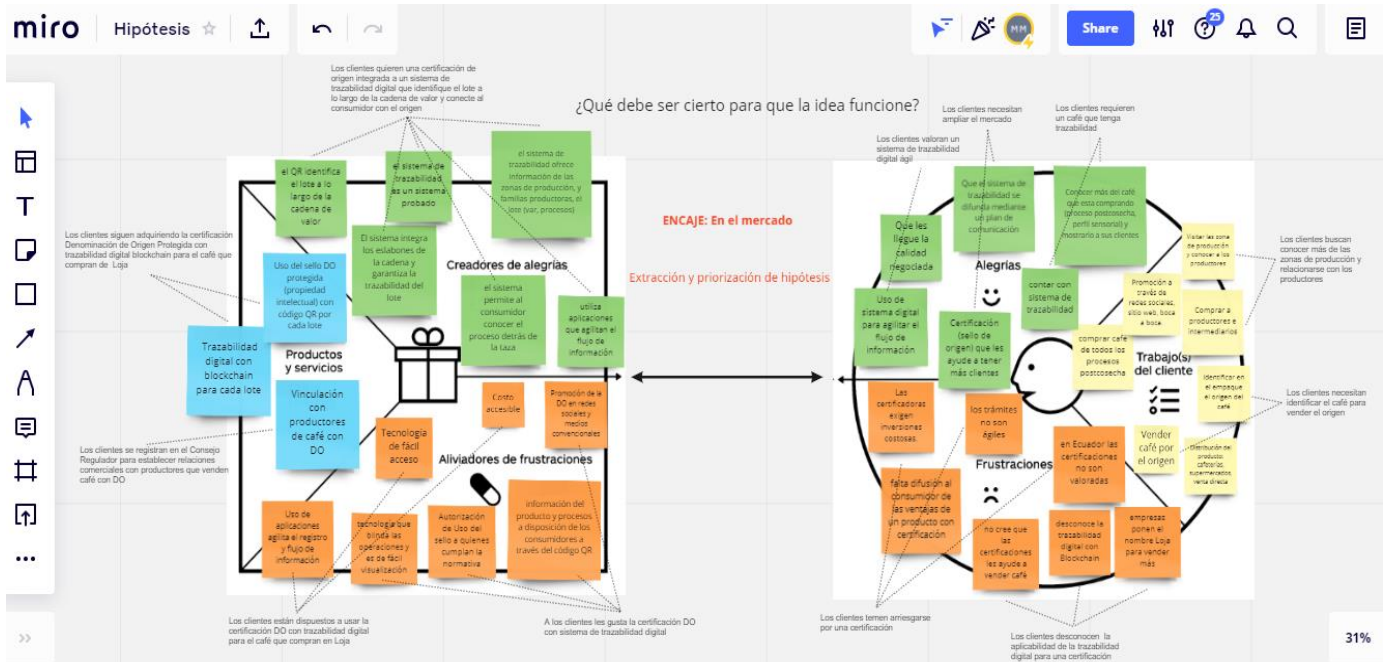 miro
Hipótesis
MM
Share
25
Los clientes quieren una certificación de
origen integrada a un sistema de
trazabilidad digital que identifique el lote a
lo largo de la cadena de valor y conecte al
consumidor con el origen
¿Qué debe ser cierto para que la idea funcione?
Los clientes necesitan
ampliar el mercado
Los clientes requieren
un café que tenga
trazabilidad
Los clientes valoran un
sistema de trazabilidad
digital ágil
el QR identifica
el lote a lo
largo de la
cadena de
valor
el sistema de
trazabilidad
es un sistema
probado
el sistema de
trazabilidad ofrece
información de las
zonas de producción, y
familias productoras, el
lote (var, procesos)
Los clientes siguen adquiriendo la certificación
Denominación de Origen Protegida con
trazabilidad digital blockchain para el café que
compran de Loja
El sistema integra
los eslabones de
la cadena y
garantiza la
trazabilidad del
lote
Uso del sello DO
protegida
(propiedad
intelectual) con
código QR por
cada lote
Creadores de alegrías
el sistema
permite al
consumidor
conocer el
proceso detrás de
la taza
utiliza
aplicaciones
que agilitan el
flujo de
información
Trazabilidad
digital con
blockchain
para cada lote
Productos
y servicios
Vinculación
con
productores
de café con
DO
Los clientes se registran en el Consejo
Regulador para establecer relaciones
comerciales con productores que venden
café con DO
Tecnología
de fácil
acceso
Costo
accesible
Promoción de la
DO en redes
sociales y
medios
convencionales
Aliviadores de frustraciones
Uso de
aplicaciones
agilita el registro
y flujo de
información
tecnología que
blinda las
operaciones y
es de fácil
visualización
Autorización
de Uso del
sello a quienes
cumplan la
normativa
información del
producto y procesos
a disposición de los
consumidores a
través del código QR
Los clientes están dispuestos a usar la
certificación DO con trazabilidad digital
para el café que compran en Loja
A los clientes les gusta la certificación DO
con sistema de trazabilidad digital
ENCAJE: En el mercado
Extracción y priorización de hipótesis
Que el sistema de
trazabilidad se
difunda mediante
un plan de
comunicación
Conocer más del café
que esta comprando
(proceso postcosecha,
perfil sensorial) y
mostrarlo a sus clientes
Que les
llegue la
calidad
negociada
Alegrías
Uso de
sistema digital
para agilitar el
flujo de
información
Certificación
(sello de
origen) que les
ayude a tener
más clientes
contar con
sistema de
trazabilidad
Visitar las zona
de producción
y conocer a los
productores
Promoción a
través de
redes sociales,
sitio web, boca
a boca
Comprar a
productores e
intermediarios
comprar café
de todos los
procesos
postcosecha
Trabajo(s)
del cliente
Identificar en
el empaque
el origen del
café
Vender
café por
el origen
Distribución del
producto:
cafeterías,
supermercados
venta directa
Los clientes buscan
conocer más de las
zonas de producción y
relacionarse con los
productores
Los clientes necesitan
identificar el café para
vender el origen
Las
certificadoras
exigen
inversiones
costosas.
los trámites
no son
ágiles
Frustraciones
en Ecuador las
certificaciones
no son
valoradas
falta difusión al
consumidor de
las ventajas de
un producto con
certificación
no cree que
las
certificaciones
les ayude a
vender café
desconoce la
trazabilidad
digital con
Blockchain
empresas
ponen el
nombre Loja
para vender
más
Los clientes temen arriesgarse
por una certificación
Los clientes desconocen la
aplicabilidad de la trazabilidad
digital para una certificación
31%